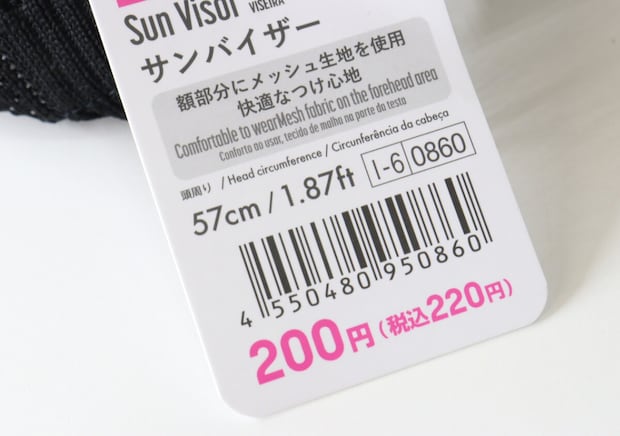 Sun Visor VISEIRA
サンバイザー
額部分にメッシュ生地を使用
快適なつけ心地
Comfortable to wearMesh fabric on the forehead area
Conforto no usar, tecido de malha na parte da testa
頭周り / Head circumference / Circunferência da cabeça
57cm / 1.87ft I-6 0860
4 550480 950860
200円(税込220円)